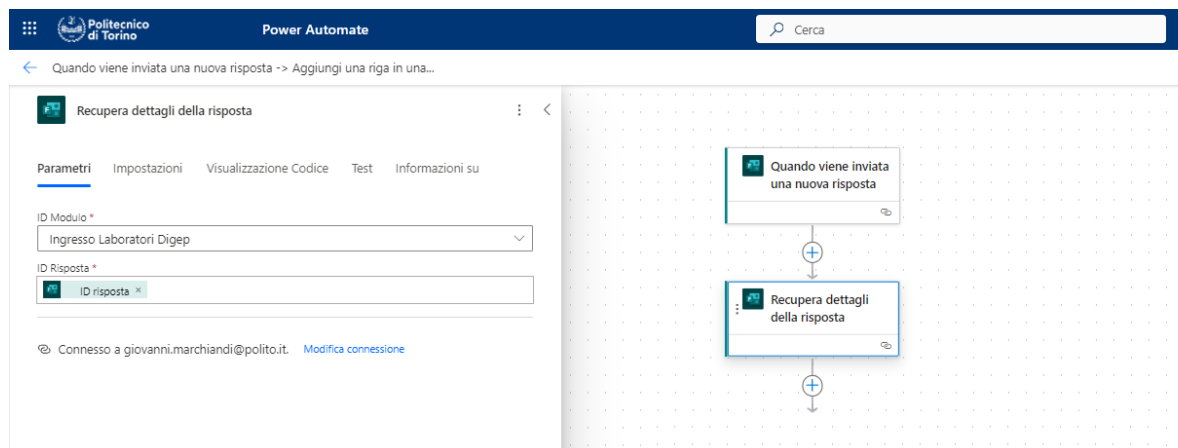 Politecnico
di Torino
Power Automate
Cerca
Quando viene inviata una nuova risposta -> Aggiungi una riga in una...
Recupera dettagli della risposta
Parametri Impostazioni Visualizzazione Codice Test Informazioni su
ID Modulo *
Ingresso Laboratori Digep
ID Risposta *
ID risposta ×
Connesso a giovanni.marchiandi@polito.it. Modifica connessione
Quando viene inviata
una nuova risposta
Recupera dettagli
della risposta